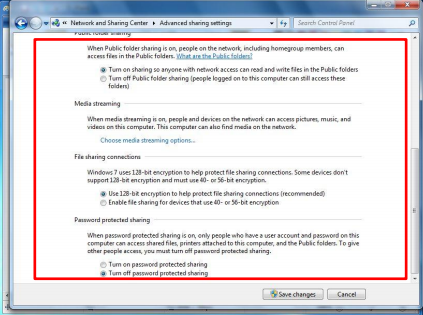 « Network and Sharing Center ▸ Advanced sharing settings
Search Control Panel
Public folder sharing
When Public folder sharing is on, people on the network, including homegroup members, can
access files in the Public folders. What are the Public folders?
Turn on sharing so anyone with network access can read and write files in the Public folders
Turn off Public folder sharing (people logged on to this computer can still access these
folders)
Media streaming
When media streaming is on, people and devices on the network can access pictures, music, and
videos on this computer. This computer can also find media on the network.
Choose media streaming options...
File sharing connections
Windows 7 uses 128-bit encryption to help protect file sharing connections. Some devices don't
support 128-bit encryption and must use 40- or 56-bit encryption.
Use 128-bit encryption to help protect file sharing connections (recommended)
Enable file sharing for devices that use 40- or 56-bit encryption
Password protected sharing
When password protected sharing is on, only people who have a user account and password on this
computer can access shared files, printers attached to this computer, and the Public folders. To give
other people access, you must turn off password protected sharing.
Turn on password protected sharing
Turn off password protected sharing
Save changes
Cancel